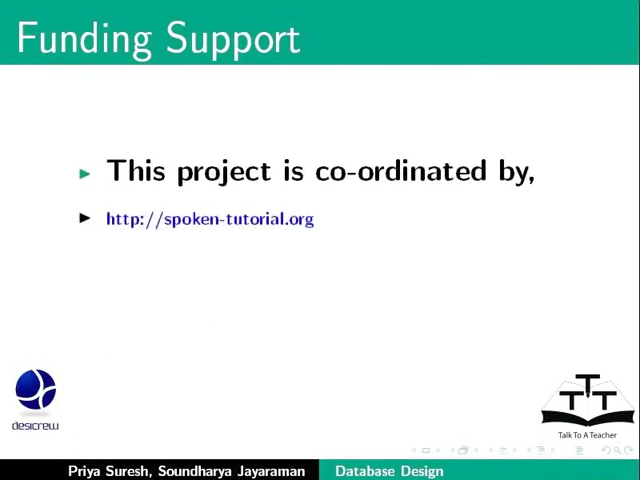 Funding Support
This project is co-ordinated by,
http://spoken-tutorial.org
desicrew
TTT
Talk To A Teacher
Priya Suresh, Soundharya Jayaraman
Database Design